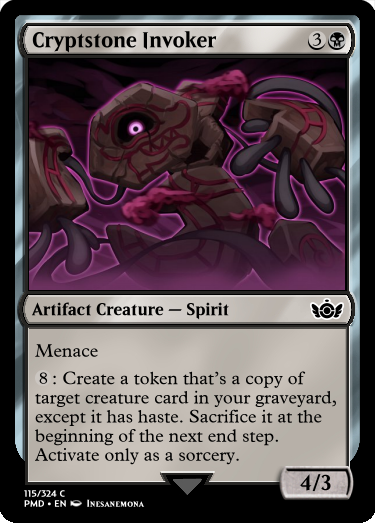 Cryptstone Invoker 3
Artifact Creature — Spirit
Menace
8: Create a token that's a copy of
target creature card in your graveyard,
except it has haste. Sacrifice it at the
beginning of the next end step.
Activate only as a sorcery.
4/3
115/324 C
PMD • EN Inesanemona